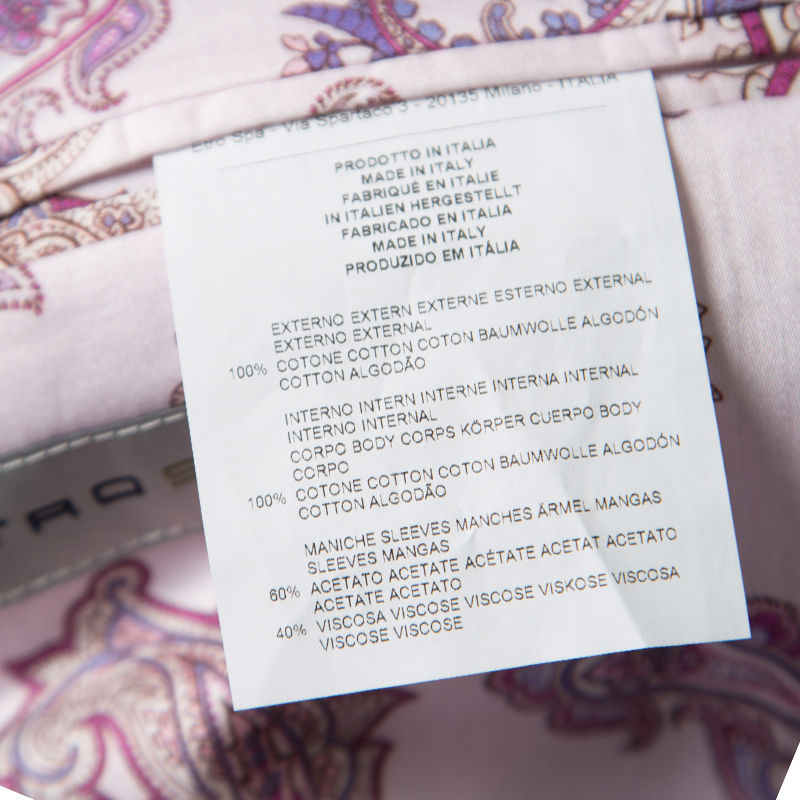 Etro Spa - Via Spartaco 3 - 20135 Milano - ITALIA
PRODOTTO IN ITALIA
MADE IN ITALY
FABRIQUÉ EN ITALIE
IN ITALIEN HERGESTELLT
FABRICADO EN ITALIA
MADE IN ITALY
PRODUZIDO EM ITÁLIA
EXTERNO EXTERN EXTERNE ESTERNO EXTERNAL
EXTERNO EXTERNAL
100% COTONE COTTON COTON BAUMWOLLE ALGODÓN
COTTON ALGODÃO
INTERNO INTERN INTERNE INTERNA INTERNAL
INTERNO INTERNAL
CORPO BODY CORPS KÖRPER CUERPO BODY
CORPO
100% COTONE COTTON COTON BAUMWOLLE ALGODÓN
COTTON ALGODÃO
MANICHE SLEEVES MANCHES ÄRMEL MANGAS
SLEEVES MANGAS
60% ACETATO ACETATE ACÉTATE ACETAT ACETATO
ACETATE ACETATO
40% VISCOSA VISCOSE VISCOSE VISKOSE VISCOSA
VISCOSE VISCOSE